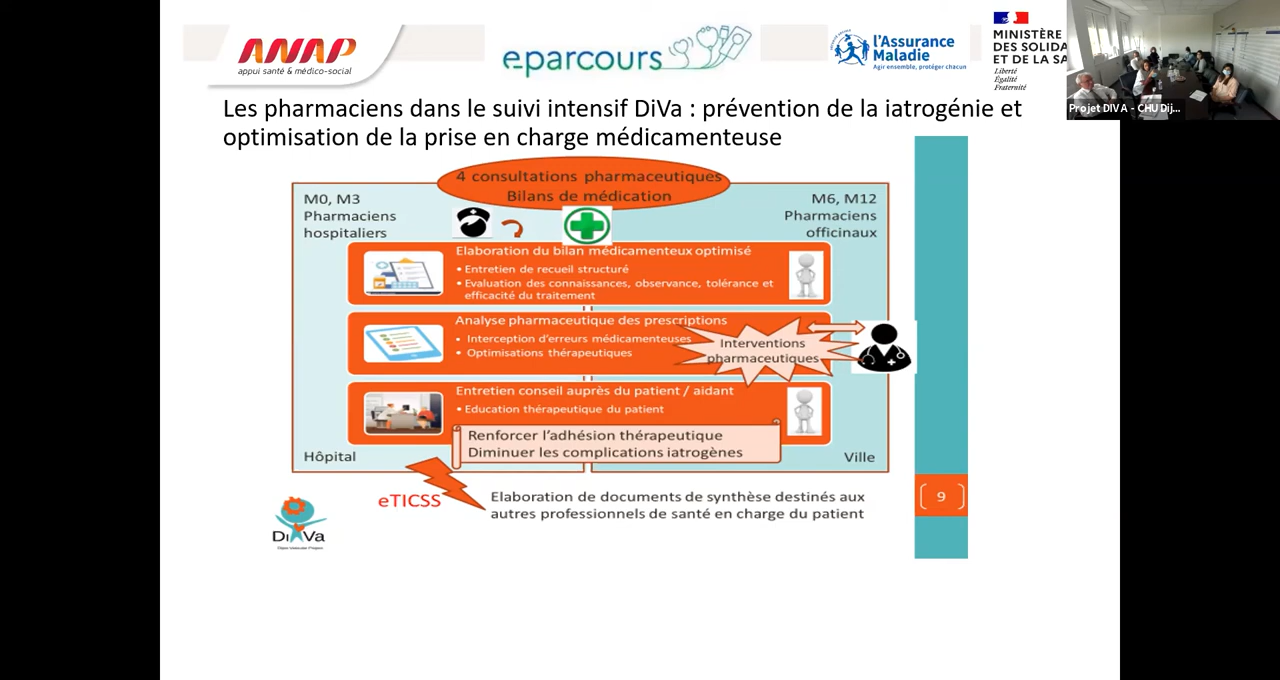 ANAP
appui santé & médico-social
eparcours
l'Assurance
Maladie
Agir ensemble, protéger chacun
MINISTÈRE
DES SOLIDA
ET DE LA SA
Liberté
Égalité
Fraternité
Projet DIVA - CHU Dij...
Les pharmaciens dans le suivi intensif DiVa : prévention de la iatrogénie et
optimisation de la prise en charge médicamenteuse
4 consultations pharmaceutiques
Bilans de médication
M0, M3
Pharmaciens
hospitaliers
M6, M12
Pharmaciens
officinaux
Elaboration du bilan médicamenteux optimisé
• Entretien de recueil structuré
• Evaluation des connaissances, observance, tolérance et
efficacité du traitement
Analyse pharmaceutique des prescriptions
• Interception d'erreurs médicamenteuses
• Optimisations thérapeutiques
Interventions
pharmaceutiques
Entretien conseil auprès du patient / aidant
• Education thérapeutique du patient
Renforcer l'adhésion thérapeutique
Diminuer les complications iatrogènes
Hôpital
Ville
eTICSS
Elaboration de documents de synthèse destinés aux
autres professionnels de santé en charge du patient
9
DiVa